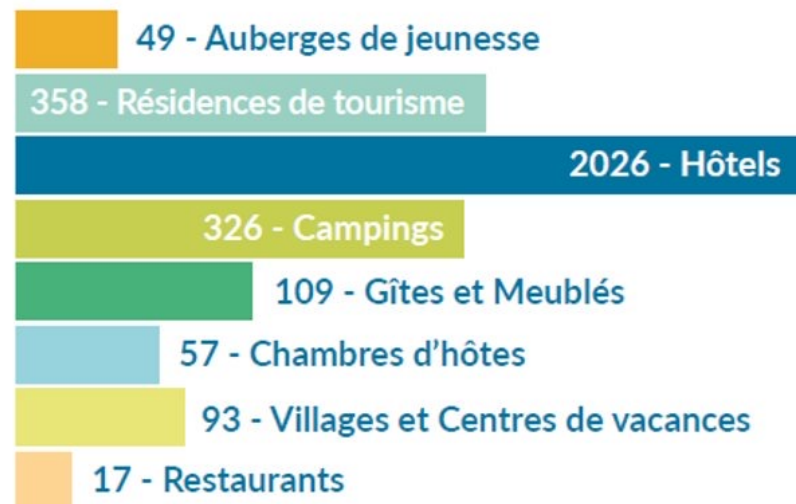 49 - Auberges de jeunesse
358 - Résidences de tourisme
2026 - Hôtels
326 - Campings
109 - Gîtes et Meublés
57 - Chambres d’hôtes
93 - Villages et Centres de vacances
17 - Restaurants